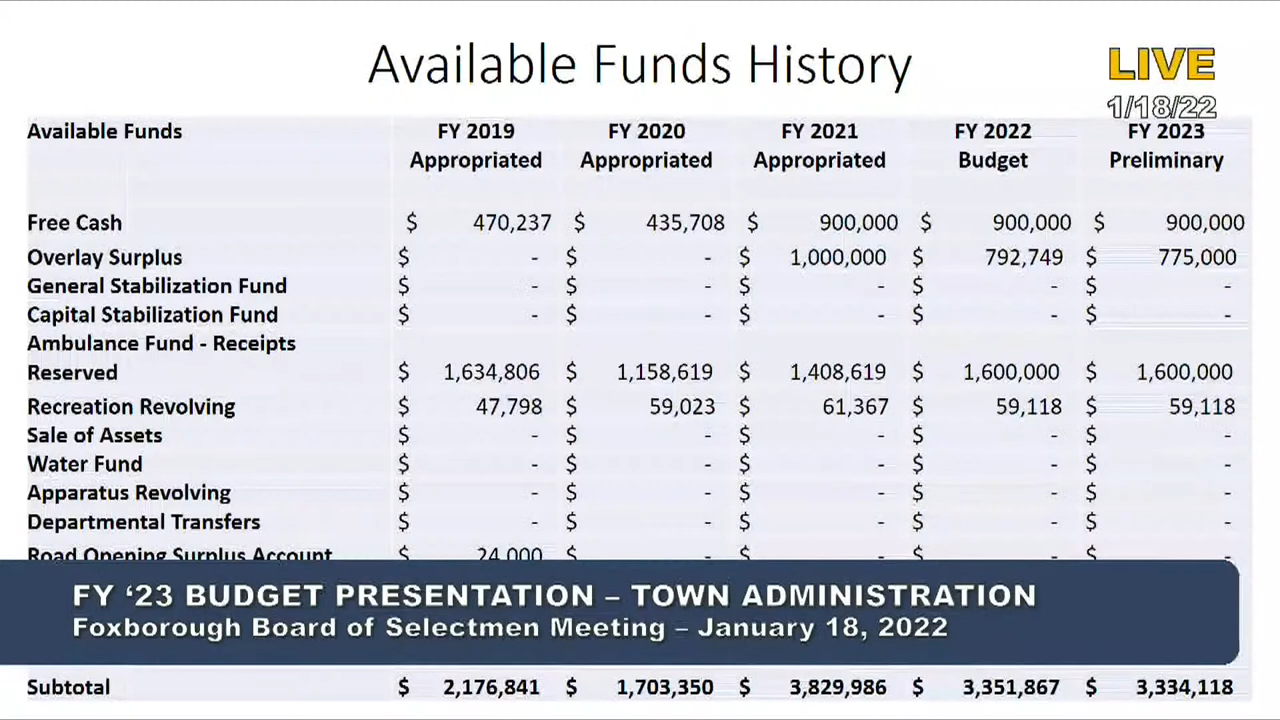 Available Funds History
LIVE
1/18/22
Available Funds FY 2019 FY 2020 FY 2021 FY 2022 FY 2023
Appropriated Appropriated Appropriated Budget Preliminary
Free Cash $ 470,237 $ 435,708 $ 900,000 $ 900,000 $ 900,000
Overlay Surplus $ - $ - $ 1,000,000 $ 792,749 $ 775,000
General Stabilization Fund $ - $ - $ - $ - $ -
Capital Stabilization Fund $ - $ - $ - $ - $ -
Ambulance Fund - Receipts
Reserved $ 1,634,806 $ 1,158,619 $ 1,408,619 $ 1,600,000 $ 1,600,000
Recreation Revolving $ 47,798 $ 59,023 $ 61,367 $ 59,118 $ 59,118
Sale of Assets $ - $ - $ - $ - $ -
Water Fund $ - $ - $ - $ - $ -
Apparatus Revolving $ - $ - $ - $ - $ -
Departmental Transfers $ - $ - $ - $ - $ -
Road Opening Surplus Account $ 24,000 $ - $ - $ - $ -
FY ‘23 BUDGET PRESENTATION – TOWN ADMINISTRATION
Foxborough Board of Selectmen Meeting – January 18, 2022
Subtotal $ 2,176,841 $ 1,703,350 $ 3,829,986 $ 3,351,867 $ 3,334,118